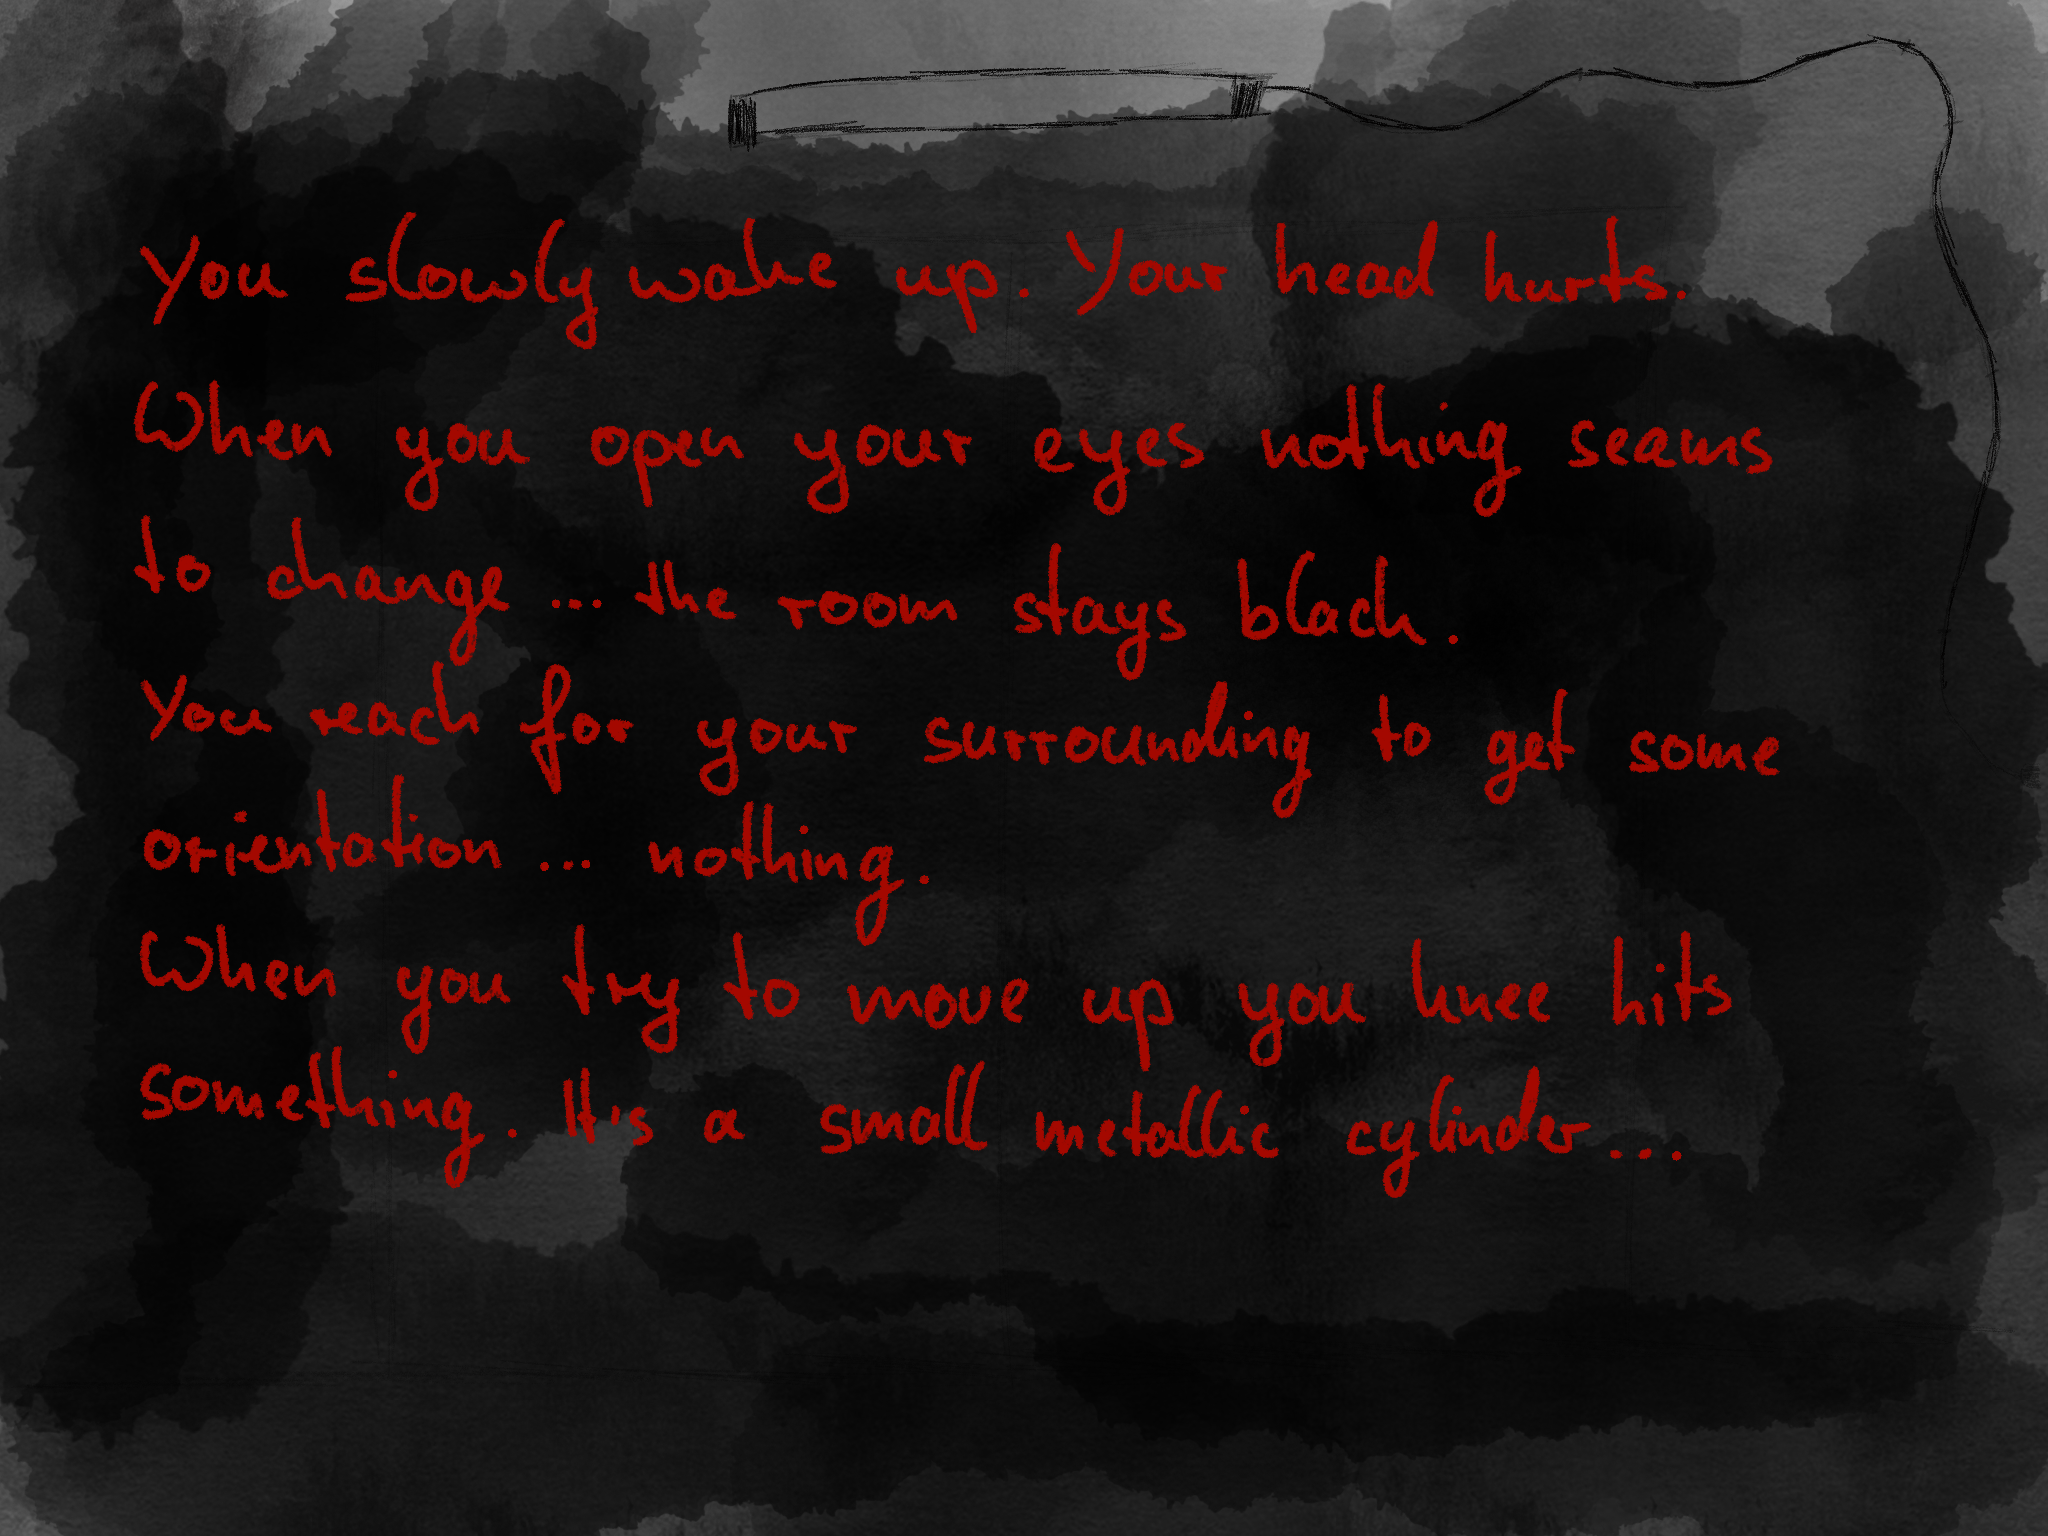 You slowly wake up. Your head hurts.
When you open your eyes nothing seams
to change ... the room stays black.
You reach for your surrounding to get some
orientation ... nothing.
When you try to move up you knee hits
something. It's a small metallic cylinder....